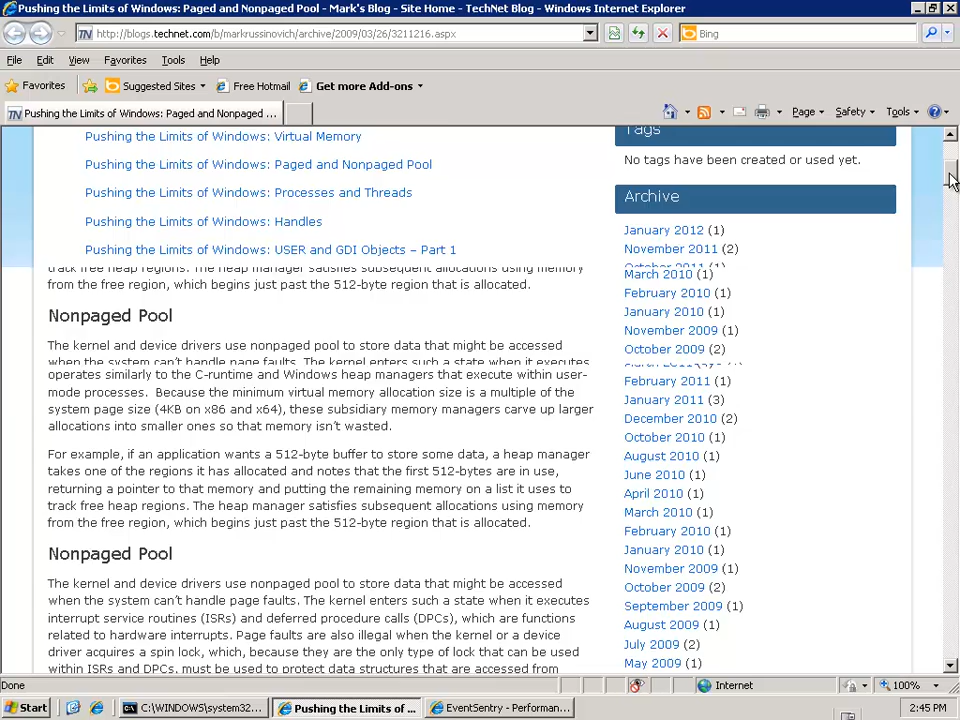 Pushing the Limits of Windows: Paged and Nonpaged Pool - Mark's Blog - Site Home - TechNet Blog - Windows Internet Explorer
http://blogs.technet.com/b/markrussinovich/archive/2009/03/26/3211216.aspx
Bing
File Edit View Favorites Tools Help
Favorites Suggested Sites Free Hotmail Get more Add-ons
Pushing the Limits of Windows: Paged and Nonpaged ...
Page Safety Tools
Pushing the Limits of Windows: Virtual Memory
Pushing the Limits of Windows: Paged and Nonpaged Pool
Pushing the Limits of Windows: Processes and Threads
Pushing the Limits of Windows: Handles
Pushing the Limits of Windows: USER and GDI Objects – Part 1
track free heap regions. The heap manager satisfies subsequent allocations using memory
from the free region, which begins just past the 512-byte region that is allocated.
Nonpaged Pool
The kernel and device drivers use nonpaged pool to store data that might be accessed
when the system can't handle page faults. The kernel enters such a state when it executes
operates similarly to the C-runtime and Windows heap managers that execute within user-
mode processes.  Because the minimum virtual memory allocation size is a multiple of the
system page size (4KB on x86 and x64), these subsidiary memory managers carve up larger
allocations into smaller ones so that memory isn't wasted.
For example, if an application wants a 512-byte buffer to store some data, a heap manager
takes one of the regions it has allocated and notes that the first 512-bytes are in use,
returning a pointer to that memory and putting the remaining memory on a list it uses to
track free heap regions. The heap manager satisfies subsequent allocations using memory
from the free region, which begins just past the 512-byte region that is allocated.
Nonpaged Pool
The kernel and device drivers use nonpaged pool to store data that might be accessed
when the system can't handle page faults. The kernel enters such a state when it executes
interrupt service routines (ISRs) and deferred procedure calls (DPCs), which are functions
related to hardware interrupts. Page faults are also illegal when the kernel or a device
driver acquires a spin lock, which, because they are the only type of lock that can be used
within ISRs and DPCs, must be used to protect data structures that are accessed from
Tags
No tags have been created or used yet.
Archive
January 2012 (1)
November 2011 (2)
October 2011 (1)
March 2010 (1)
February 2010 (1)
January 2010 (1)
November 2009 (1)
October 2009 (2)
February 2011 (1)
January 2011 (3)
December 2010 (2)
October 2010 (1)
August 2010 (1)
June 2010 (1)
April 2010 (1)
March 2010 (1)
February 2010 (1)
January 2010 (1)
November 2009 (1)
October 2009 (2)
September 2009 (1)
August 2009 (1)
July 2009 (2)
May 2009 (1)
Done Internet 100%
Start C:\WINDOWS\system32... Pushing the Limits of ... EventSentry - Performan... 2:45 PM